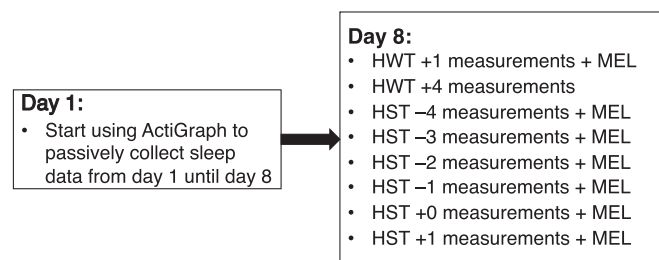 Day 1:
• Start using ActiGraph to
passively collect sleep
data from day 1 until day 8
Day 8:
• HWT +1 measurements + MEL
• HWT +4 measurements
• HST –4 measurements + MEL
• HST –3 measurements + MEL
• HST –2 measurements + MEL
• HST –1 measurements + MEL
• HST +0 measurements + MEL
• HST +1 measurements + MEL